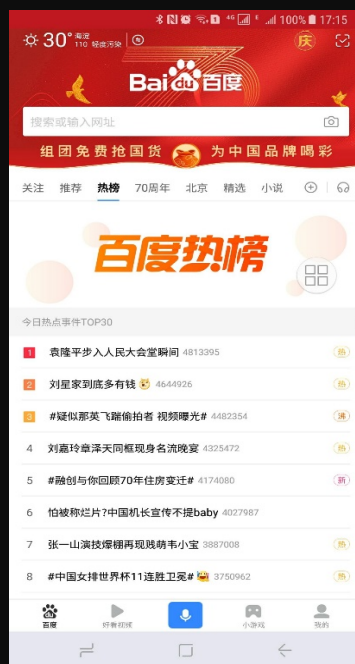 4G 100% 17:15
30° 海淀
110 轻度污染
庆
Bai du 百度
搜索或输入网址
组团免费抢国货 为中国品牌喝彩
关注 推荐 热榜 70周年 北京 精选 小说
百度热榜
今日热点事件TOP30
1 袁隆平步入人民大会堂瞬间 4813395 热
2 刘星家到底多有钱 4644926 热
3 #疑似那英飞踹偷拍者 视频曝光# 4482354 沸
4 刘嘉玲章泽天同框现身名流晚宴 4325472 热
5 #融创与你回顾70年住房变迁# 4174080 新
6 怕被称烂片?中国机长宣传不提baby 4027987
7 张一山演技爆棚再现贱萌韦小宝 3887008 热
8 #中国女排世界杯11连胜卫冕# 3750962 热
百度 好看视频 小游戏 我的